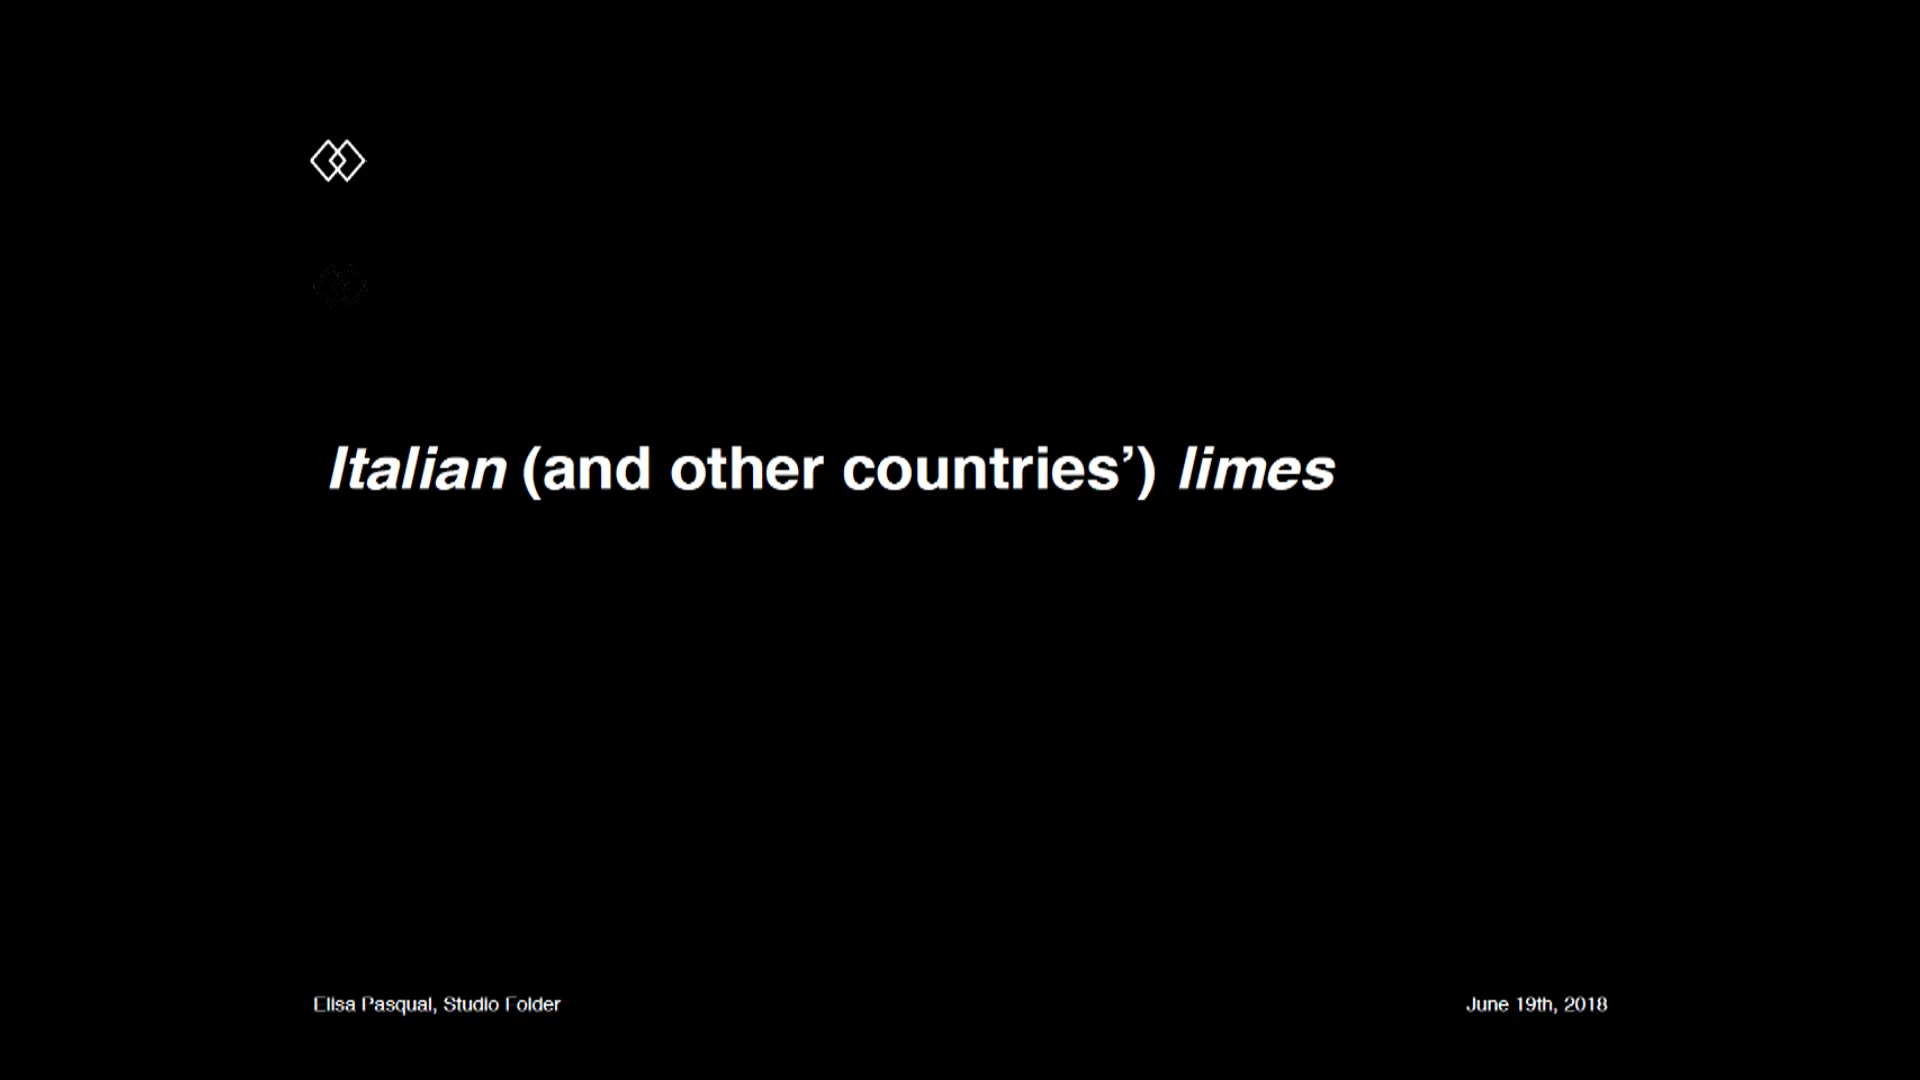 Italian (and other countries’) limes
Elisa Pasqual, Studio Folder
June 19th, 2018